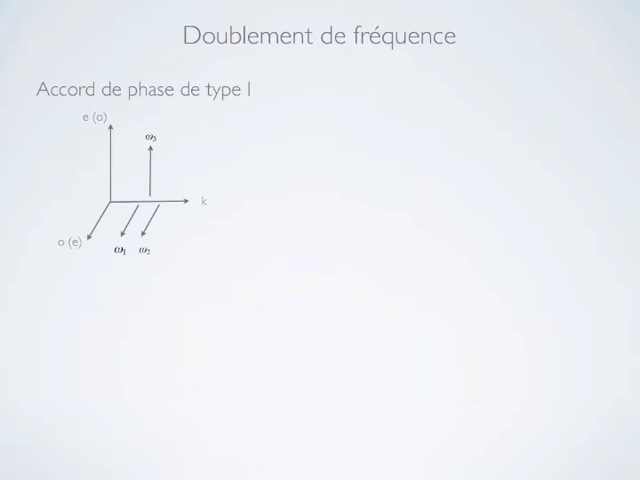 Doublement de fréquence
Accord de phase de type I
e (o)
ω₃
k
o (e)
ω₁ ω₂